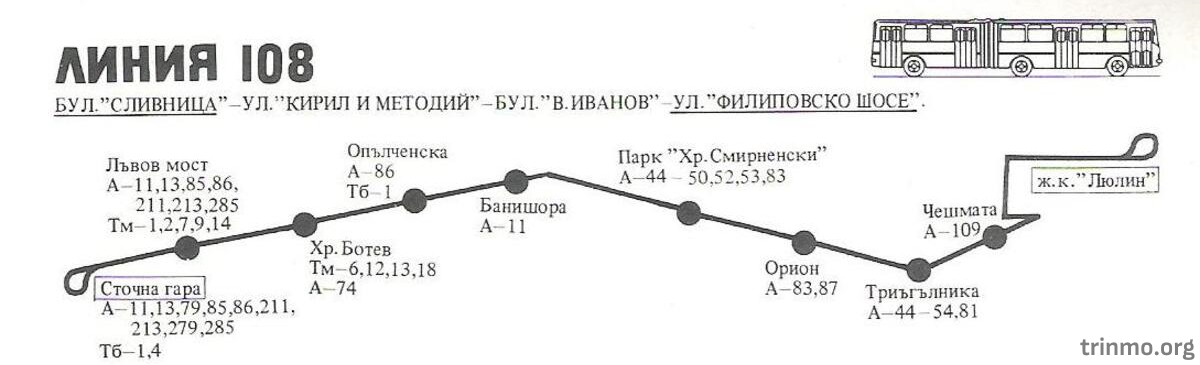 ЛИНИЯ 108
БУЛ."СЛИВНИЦА"–УЛ."КИРИЛ И МЕТОДИЙ"–БУЛ."В.ИВАНОВ"–УЛ."ФИЛИПОВСКО ШОСЕ".
Лъвов мост
А–11,13,85,86,
211,213,285
Тм–1,2,7,9,14
Опълченска
А–86
Тб–1
Парк "Хр.Смирненски"
А–44 – 50,52,53,83
ж.к."Люлин"
Банишора
А–11
Чешмата
А–109
Хр. Ботев
Тм–6,12,13,18
А–74
Орион
А–83,87
Сточна гара
А–11,13,79,85,86,211,
213,279,285
Тб–1,4
Триъгълника
А–44 – 54,81
trinmo.org